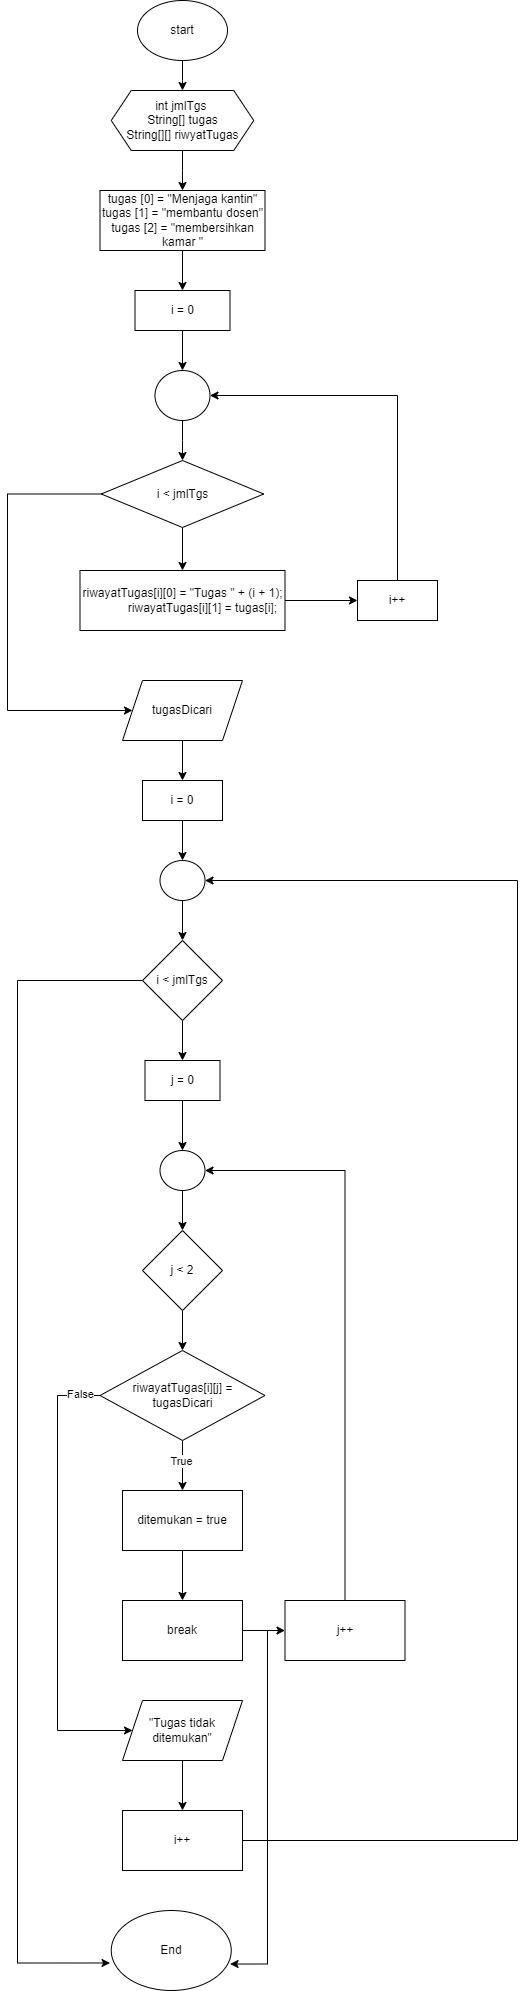 start
int jmlTgs
String[] tugas
String[][] riwyatTugas
tugas [0] = "Menjaga kantin"
tugas [1] = "membantu dosen"
tugas [2] = "membersihkan
kamar "
i = 0
i < jmlTgs
riwayatTugas[i][0] = "Tugas " + (i + 1);
riwayatTugas[i][1] = tugas[i];
i++
tugasDicari
i = 0
i < jmlTgs
j = 0
j < 2
riwayatTugas[i][j] =
tugasDicari
False
True
ditemukan = true
break
j++
"Tugas tidak
ditemukan"
i++
End